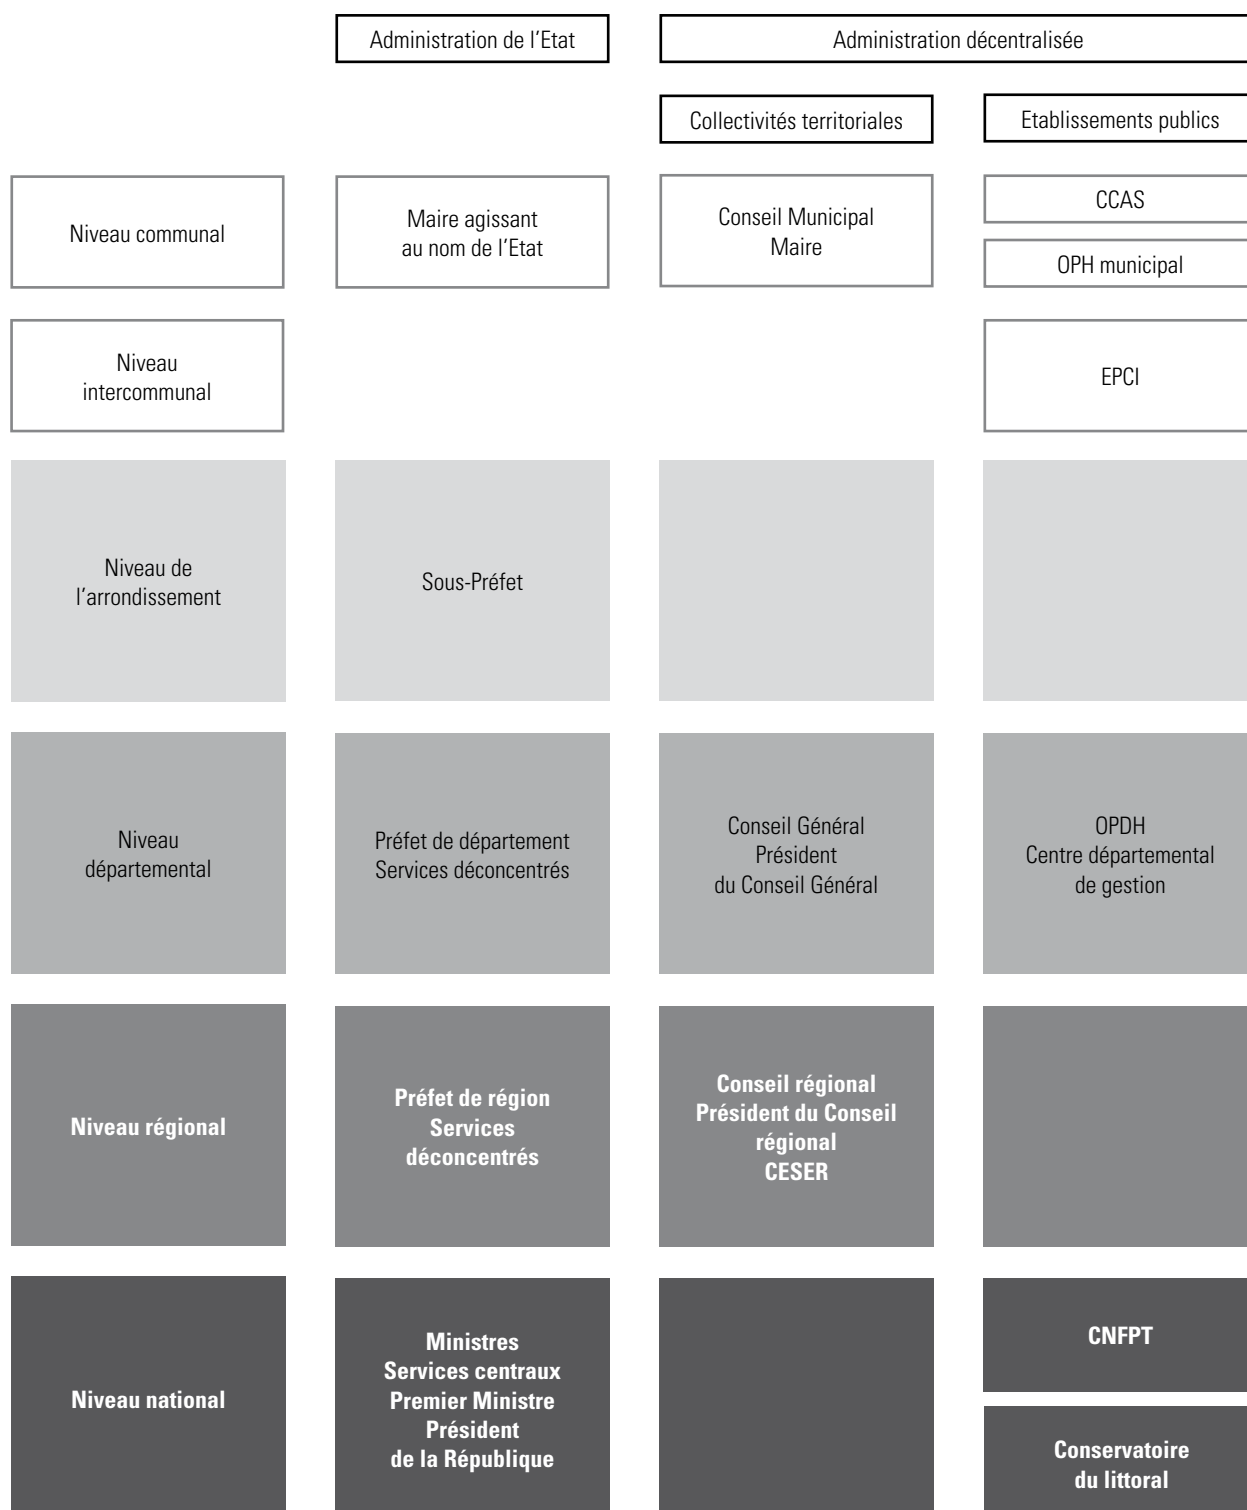 Administration de l'Etat
Administration décentralisée
Collectivités territoriales
Etablissements publics
Niveau communal
Maire agissant
au nom de l'Etat
Conseil Municipal
Maire
CCAS
OPH municipal
Niveau
intercommunal
EPCI
Niveau de
l'arrondissement
Sous-Préfet
Niveau
départemental
Préfet de département
Services déconcentrés
Conseil Général
Président
du Conseil Général
OPDH
Centre départemental
de gestion
Niveau régional
Préfet de région
Services
déconcentrés
Conseil régional
Président du Conseil
régional
CESER
Niveau national
Ministres
Services centraux
Premier Ministre
Président
de la République
CNFPT
Conservatoire
du littoral